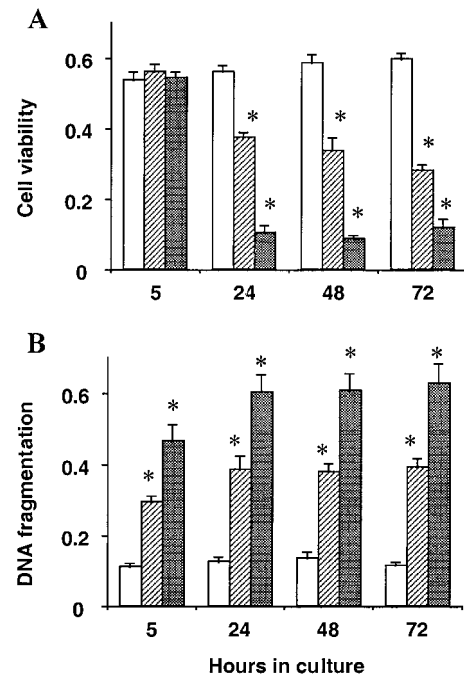 A
Cell viability
0.6
0.4
0.2
0
* * *
* * *
5 24 48 72
B
DNA fragmentation
0.6
0.4
0.2
0
* * * *
* * * *
5 24 48 72
Hours in culture